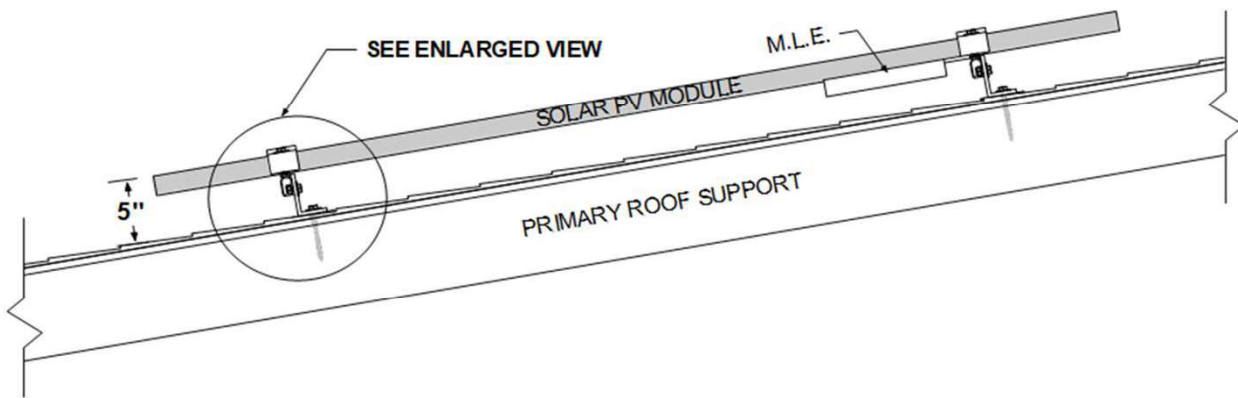 SEE ENLARGED VIEW
M.L.E.
SOLAR PV MODULE
5"
PRIMARY ROOF SUPPORT